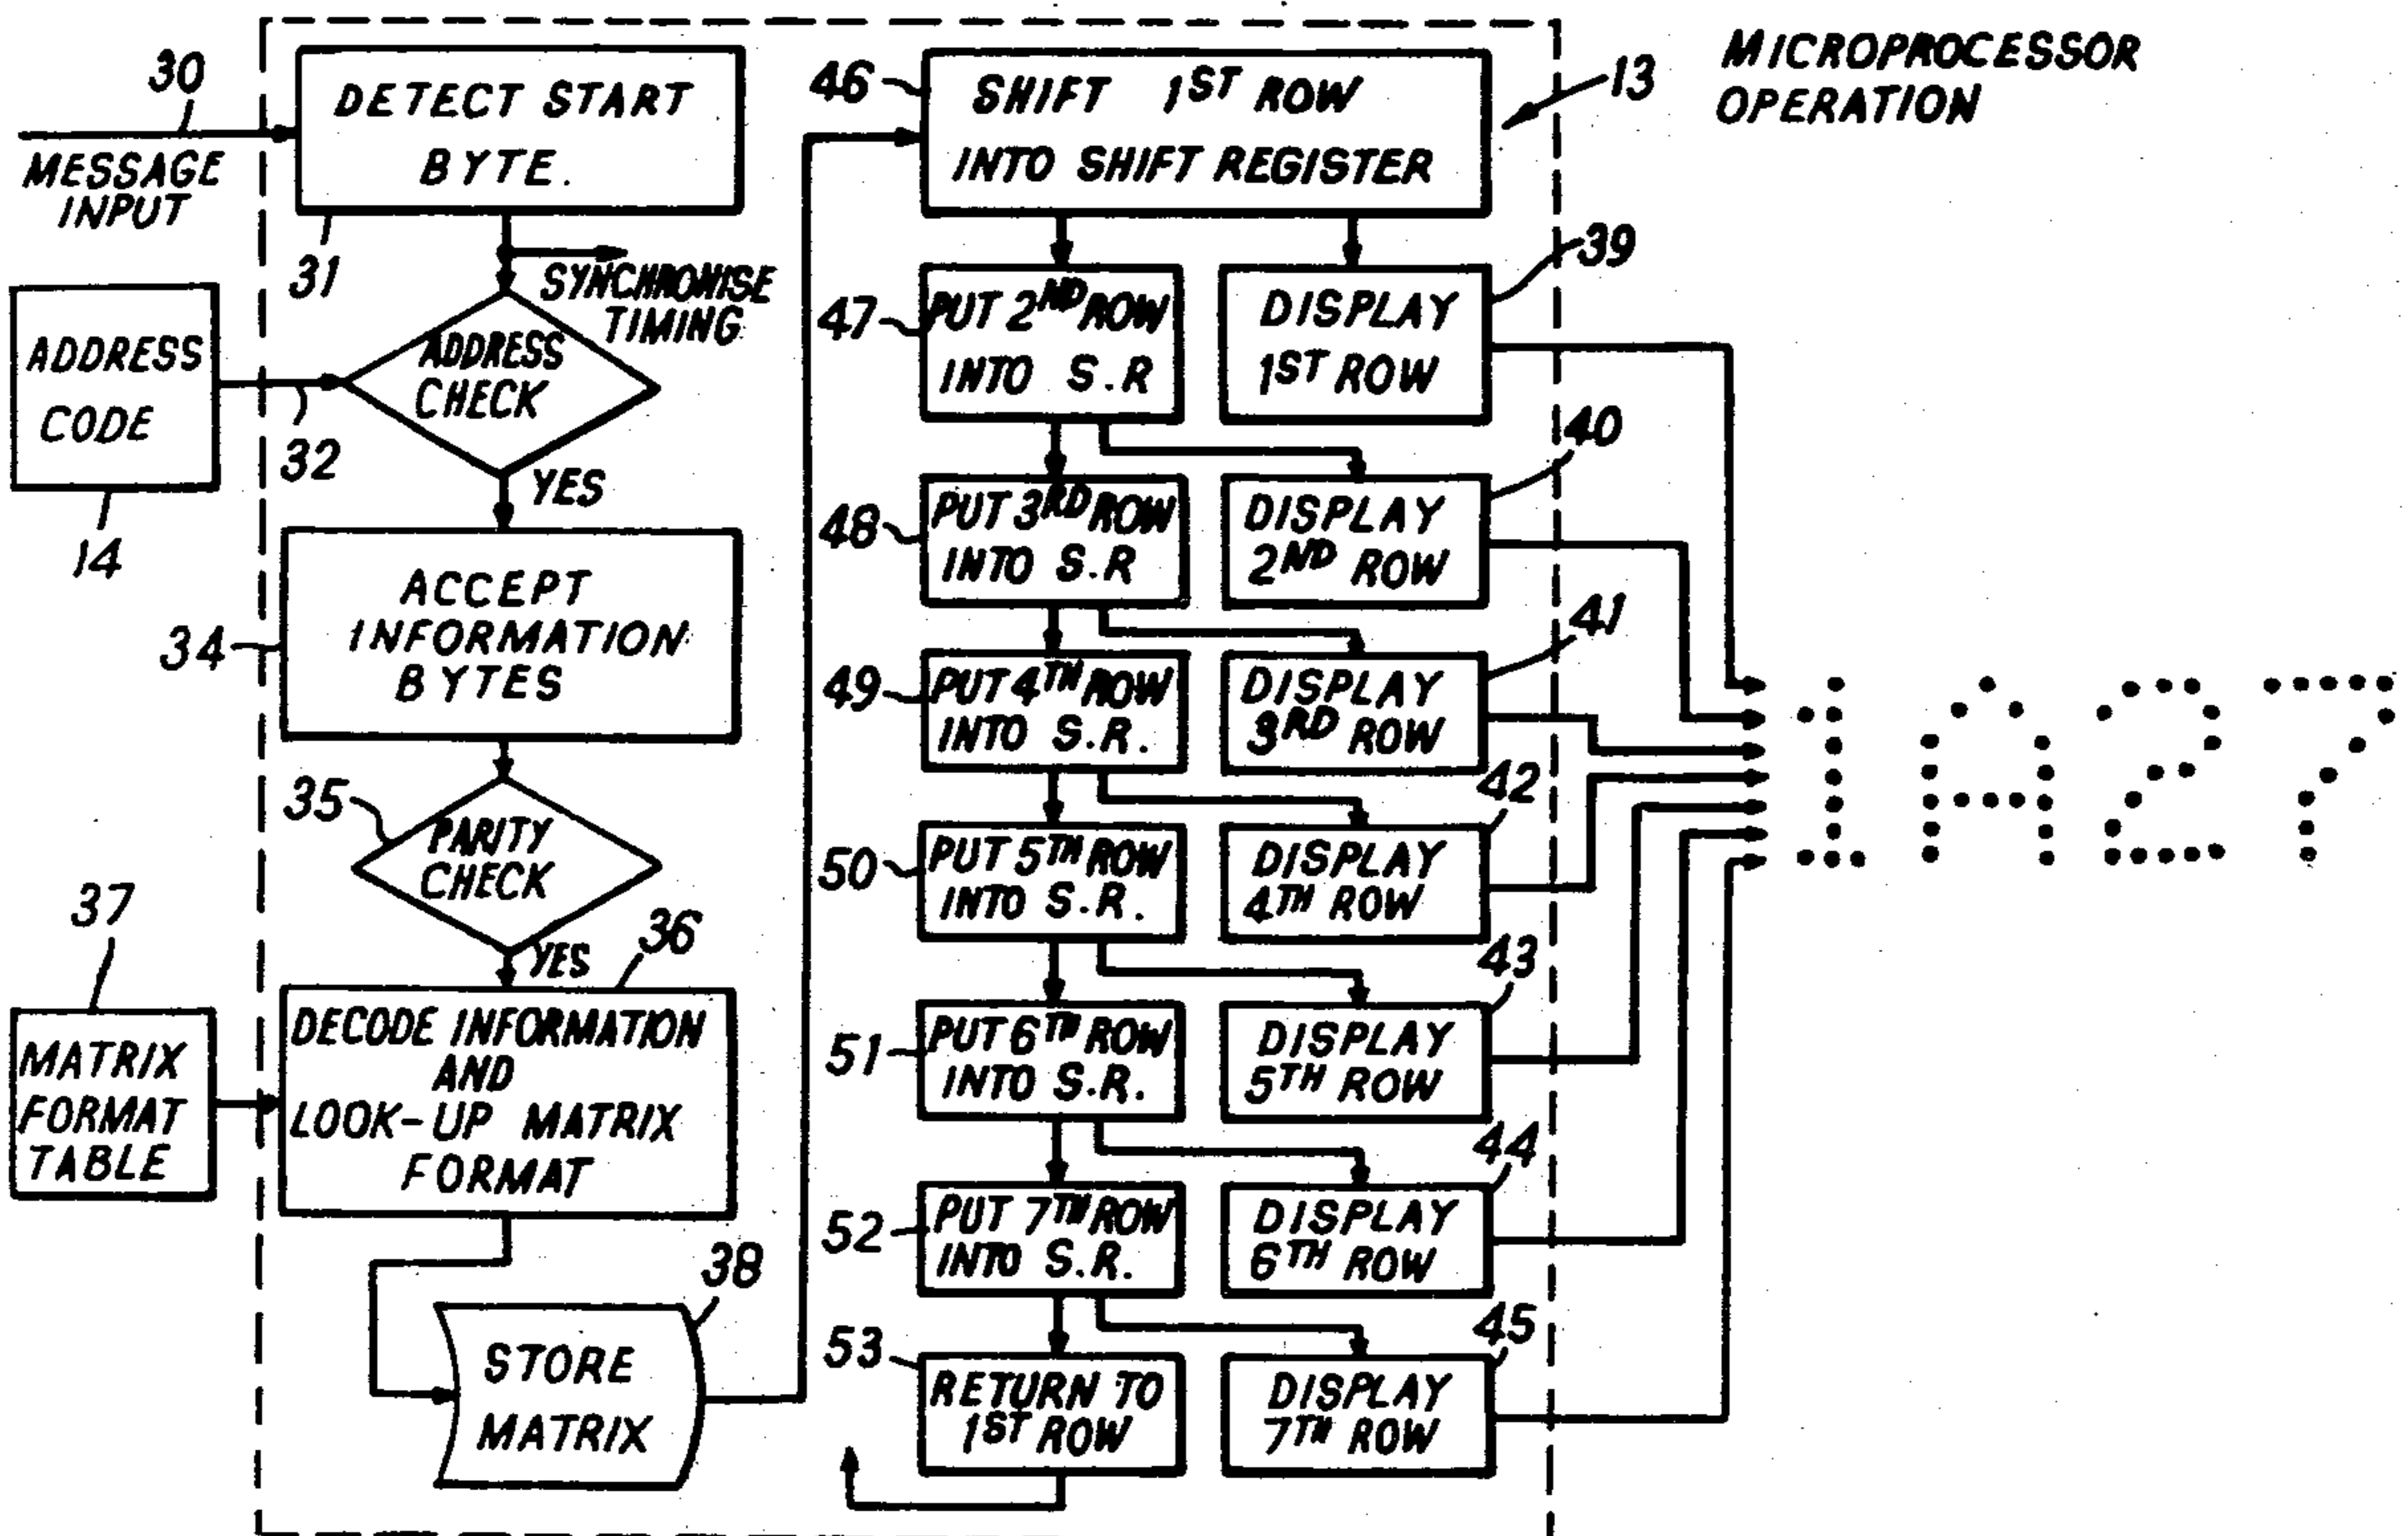 MICROPROCESSOR
OPERATION
13
30
MESSAGE
INPUT
DETECT START
BYTE.
31
SYNCHRONISE
TIMING
ADDRESS
CODE
14
32
ADDRESS
CHECK
YES
34
ACCEPT
INFORMATION
BYTES
35
PARITY
CHECK
YES
36
37
MATRIX
FORMAT
TABLE
DECODE INFORMATION
AND
LOOK-UP MATRIX
FORMAT
38
STORE
MATRIX
46
SHIFT 1ST ROW
INTO SHIFT REGISTER
47
PUT 2ND ROW
INTO S.R
39
DISPLAY
1ST ROW
48
PUT 3RD ROW
INTO S.R
40
DISPLAY
2ND ROW
49
PUT 4TH ROW
INTO S.R.
41
DISPLAY
3RD ROW
50
PUT 5TH ROW
INTO S.R.
42
DISPLAY
4TH ROW
51
PUT 6TH ROW
INTO S.R.
43
DISPLAY
5TH ROW
52
PUT 7TH ROW
INTO S.R.
44
DISPLAY
6TH ROW
53
RETURN TO
1ST ROW
45
DISPLAY
7TH ROW
1A27